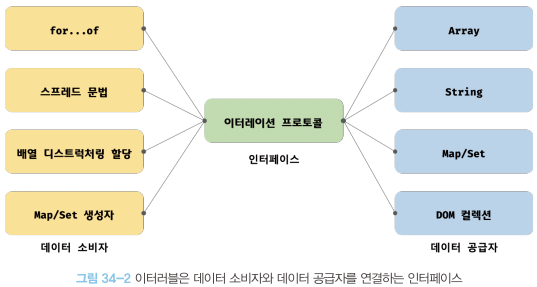 for...of
스프레드 문법
배열 디스트럭처링 할당
Map/Set 생성자
데이터 소비자
이터레이션 프로토콜
인터페이스
Array
String
Map/Set
DOM 컬렉션
데이터 공급자
그림 34-2 이터러블은 데이터 소비자와 데이터 공급자를 연결하는 인터페이스